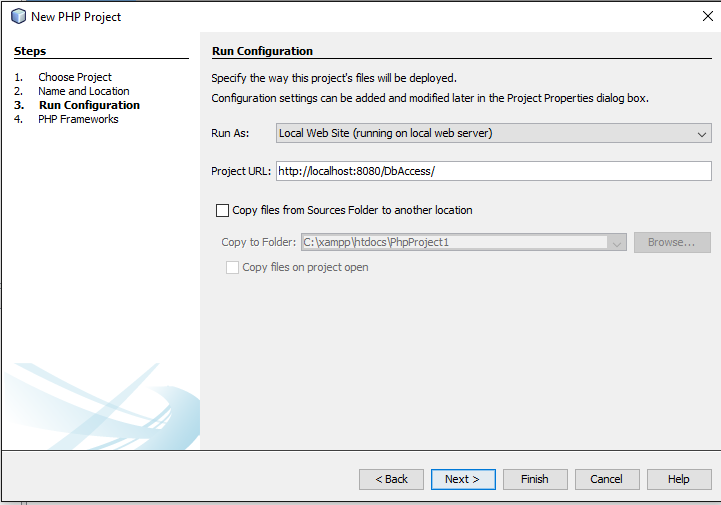 New PHP Project
Steps
1. Choose Project
2. Name and Location
3. Run Configuration
4. PHP Frameworks
Run Configuration
Specify the way this project's files will be deployed.
Configuration settings can be added and modified later in the Project Properties dialog box.
Run As: Local Web Site (running on local web server)
Project URL: http://localhost:8080/DbAccess/
Copy files from Sources Folder to another location
Copy to Folder: C:\xampp\htdocs\PhpProject1 Browse...
Copy files on project open
< Back Next > Finish Cancel Help